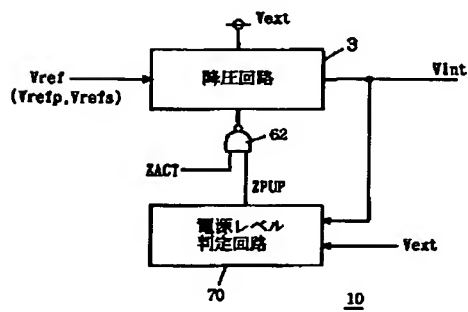 Vext
3
Vref
(Vrefp,Vrefs)
降圧回路
Vint
62
ZACT
ZPUP
電源レベル
判定回路
Vext
70
10